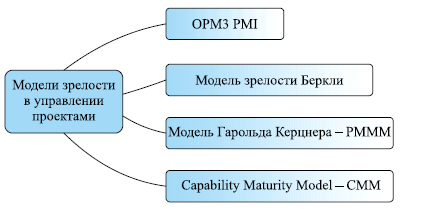 Модели зрелости
в управлении
проектами
OPM3 PMI
Модель зрелости Беркли
Модель Гарольда Керцнера – PMMM
Capability Maturity Model – CMM